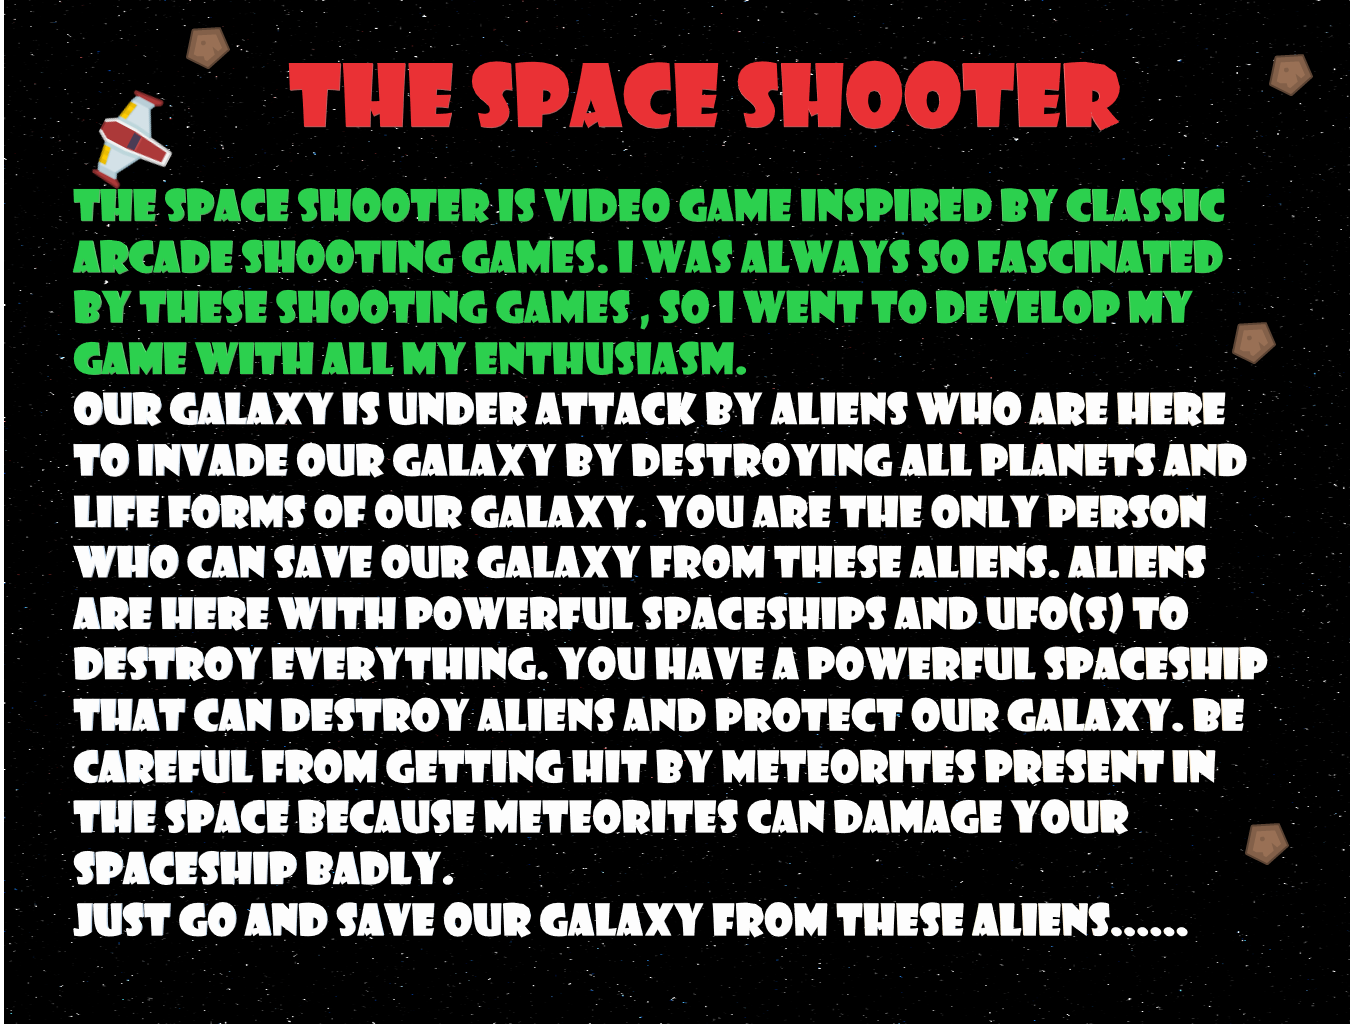 THE SPACE SHOOTER
THE SPACE SHOOTER IS VIDEO GAME INSPIRED BY CLASSIC
ARCADE SHOOTING GAMES. I WAS ALWAYS SO FASCINATED
BY THESE SHOOTING GAMES , SO I WENT TO DEVELOP MY
GAME WITH ALL MY ENTHUSIASM.
OUR GALAXY IS UNDER ATTACK BY ALIENS WHO ARE HERE
TO INVADE OUR GALAXY BY DESTROYING ALL PLANETS AND
LIFE FORMS OF OUR GALAXY. YOU ARE THE ONLY PERSON
WHO CAN SAVE OUR GALAXY FROM THESE ALIENS. ALIENS
ARE HERE WITH POWERFUL SPACESHIPS AND UFO(S) TO
DESTROY EVERYTHING. YOU HAVE A POWERFUL SPACESHIP
THAT CAN DESTROY ALIENS AND PROTECT OUR GALAXY. BE
CAREFUL FROM GETTING HIT BY METEORITES PRESENT IN
THE SPACE BECAUSE METEORITES CAN DAMAGE YOUR
SPACESHIP BADLY.
JUST GO AND SAVE OUR GALAXY FROM THESE ALIENS......